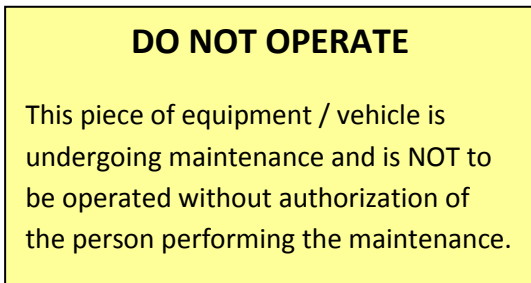 DO NOT OPERATE
This piece of equipment / vehicle is
undergoing maintenance and is NOT to
be operated without authorization of
the person performing the maintenance.